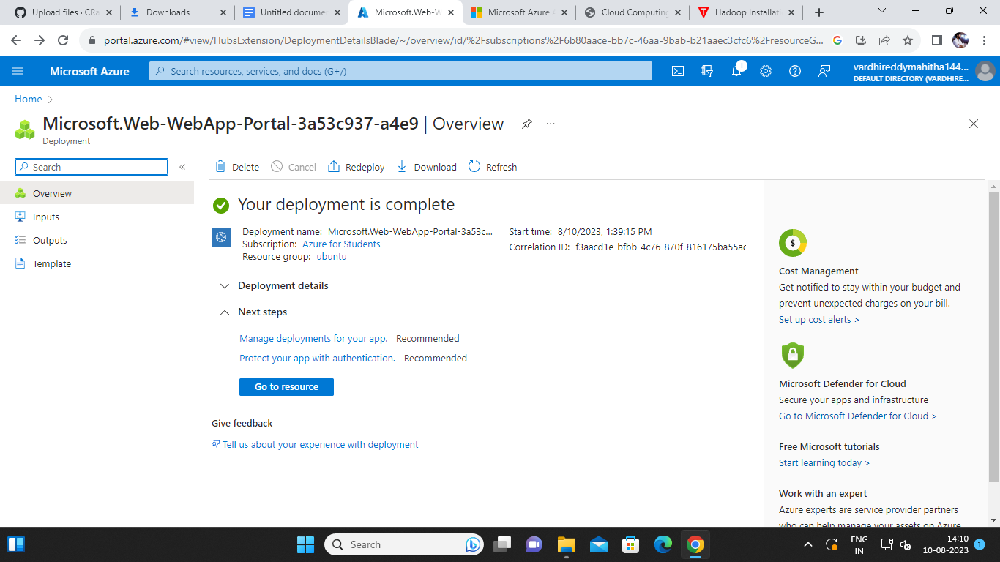 Upload files · CRa
Downloads
Untitled documen
Microsoft.Web-W
Microsoft Azure A
Cloud Computing
Hadoop Installati
portal.azure.com/#view/HubsExtension/DeploymentDetailsBlade/~/overview/id/%2Fsubscriptions%2F6b80aace-bb7c-46aa-9bab-b21aaec3cfc6%2FresourceG...
Microsoft Azure
Search resources, services, and docs (G+/)
1
vardhireddymahitha144...
DEFAULT DIRECTORY (VARDHIRE...
Home
Microsoft.Web-WebApp-Portal-3a53c937-a4e9 | Overview
Deployment
Search
Overview
Inputs
Outputs
Template
Delete
Cancel
Redeploy
Download
Refresh
Your deployment is complete
Deployment name: Microsoft.Web-WebApp-Portal-3a53c...
Subscription: Azure for Students
Resource group: ubuntu
Start time: 8/10/2023, 1:39:15 PM
Correlation ID: f3aacd1e-bfbb-4c76-870f-816175ba55ac
Deployment details
Next steps
Manage deployments for your app. Recommended
Protect your app with authentication. Recommended
Go to resource
Give feedback
Tell us about your experience with deployment
Cost Management
Get notified to stay within your budget and
prevent unexpected charges on your bill.
Set up cost alerts >
Microsoft Defender for Cloud
Secure your apps and infrastructure
Go to Microsoft Defender for Cloud >
Free Microsoft tutorials
Start learning today >
Work with an expert
Azure experts are service provider partners
who can help manage your assets on Azure
Search
ENG
IN
14:10
10-08-2023
1